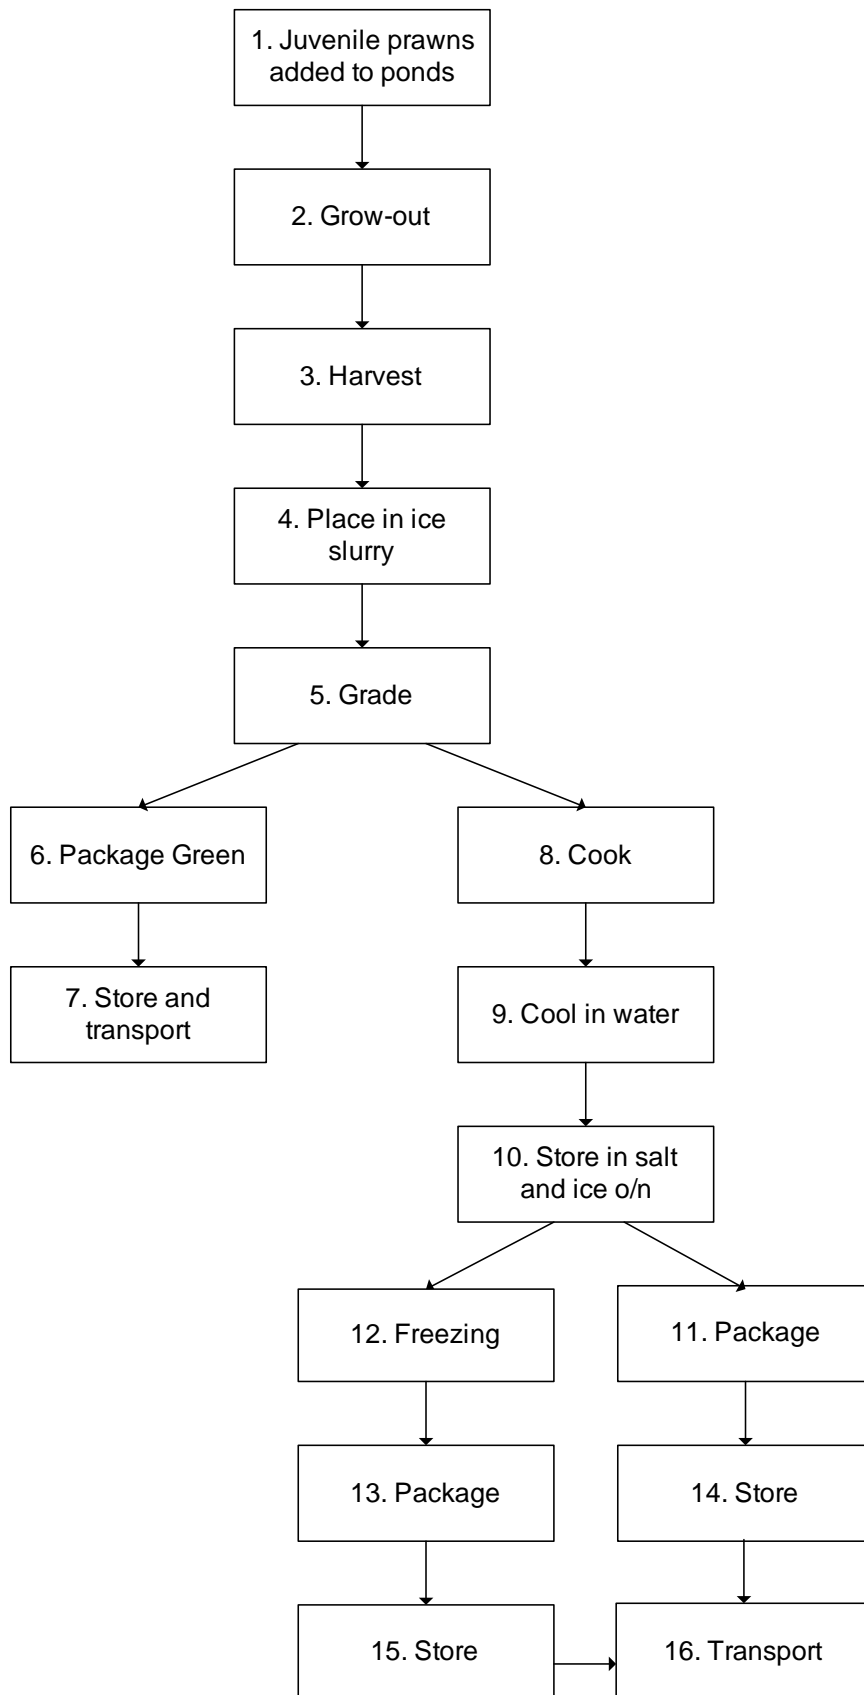 1. Juvenile prawns
added to ponds
2. Grow-out
3. Harvest
4. Place in ice
slurry
5. Grade
6. Package Green
8. Cook
7. Store and
transport
9. Cool in water
10. Store in salt
and ice o/n
12. Freezing
11. Package
13. Package
14. Store
15. Store
16. Transport